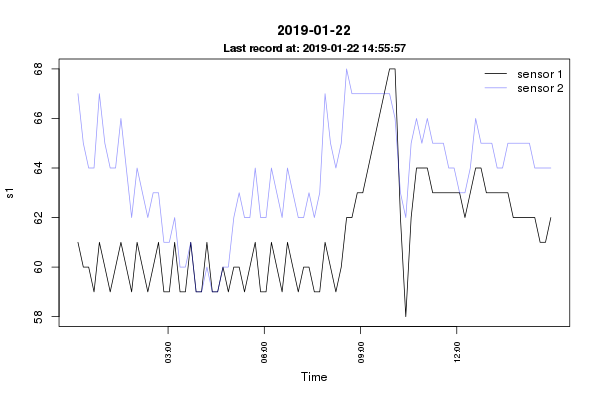 2019-01-22
Last record at: 2019-01-22 14:55:57
sensor 1
sensor 2
68
66
64
62
60
58
s1
03:00
06:00
09:00
12:00
Time